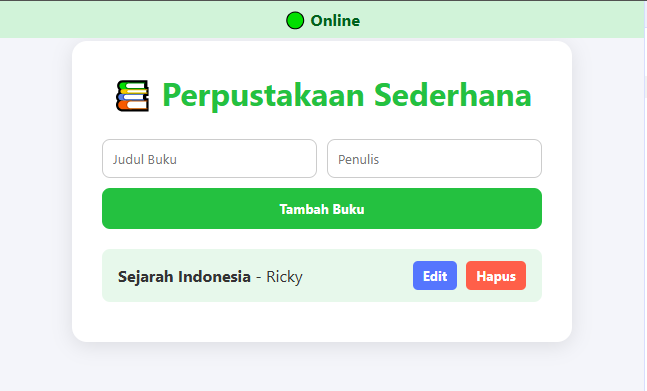 Online
Perpustakaan Sederhana
Judul Buku Penulis
Tambah Buku
Sejarah Indonesia - Ricky Edit Hapus